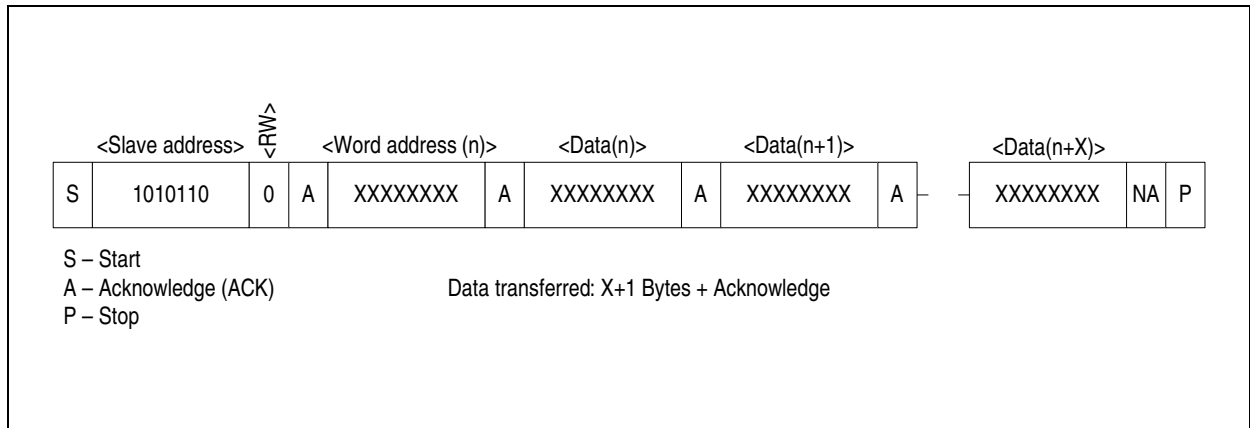 <RW>
<Slave address> <Word address (n)> <Data(n)> <Data(n+1)> <Data(n+X)>
S 1010110 0 A XXXXXXXX A XXXXXXXX A XXXXXXXX A XXXXXXXX NA P
S – Start
A – Acknowledge (ACK) Data transferred: X+1 Bytes + Acknowledge
P – Stop